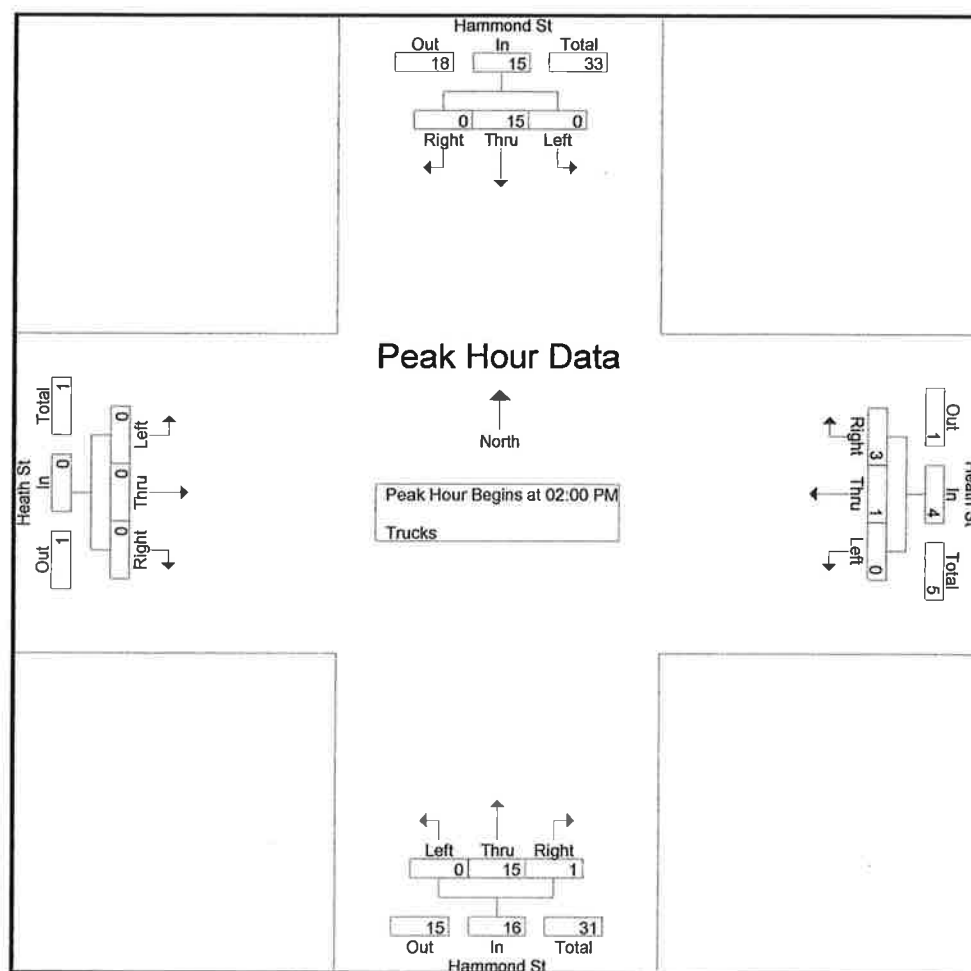 Hammond St
Out In Total
18 15 33
0 15 0
Right Thru Left
Peak Hour Data
North
Peak Hour Begins at 02:00 PM
Trucks
Heath St
Total In Out
1 0 1
0 0 0
Left Thru Right
Heath St
Out In Total
1 4 5
3 1 0
Right Thru Left
Left Thru Right
0 15 1
15 16 31
Out In Total
Hammond St